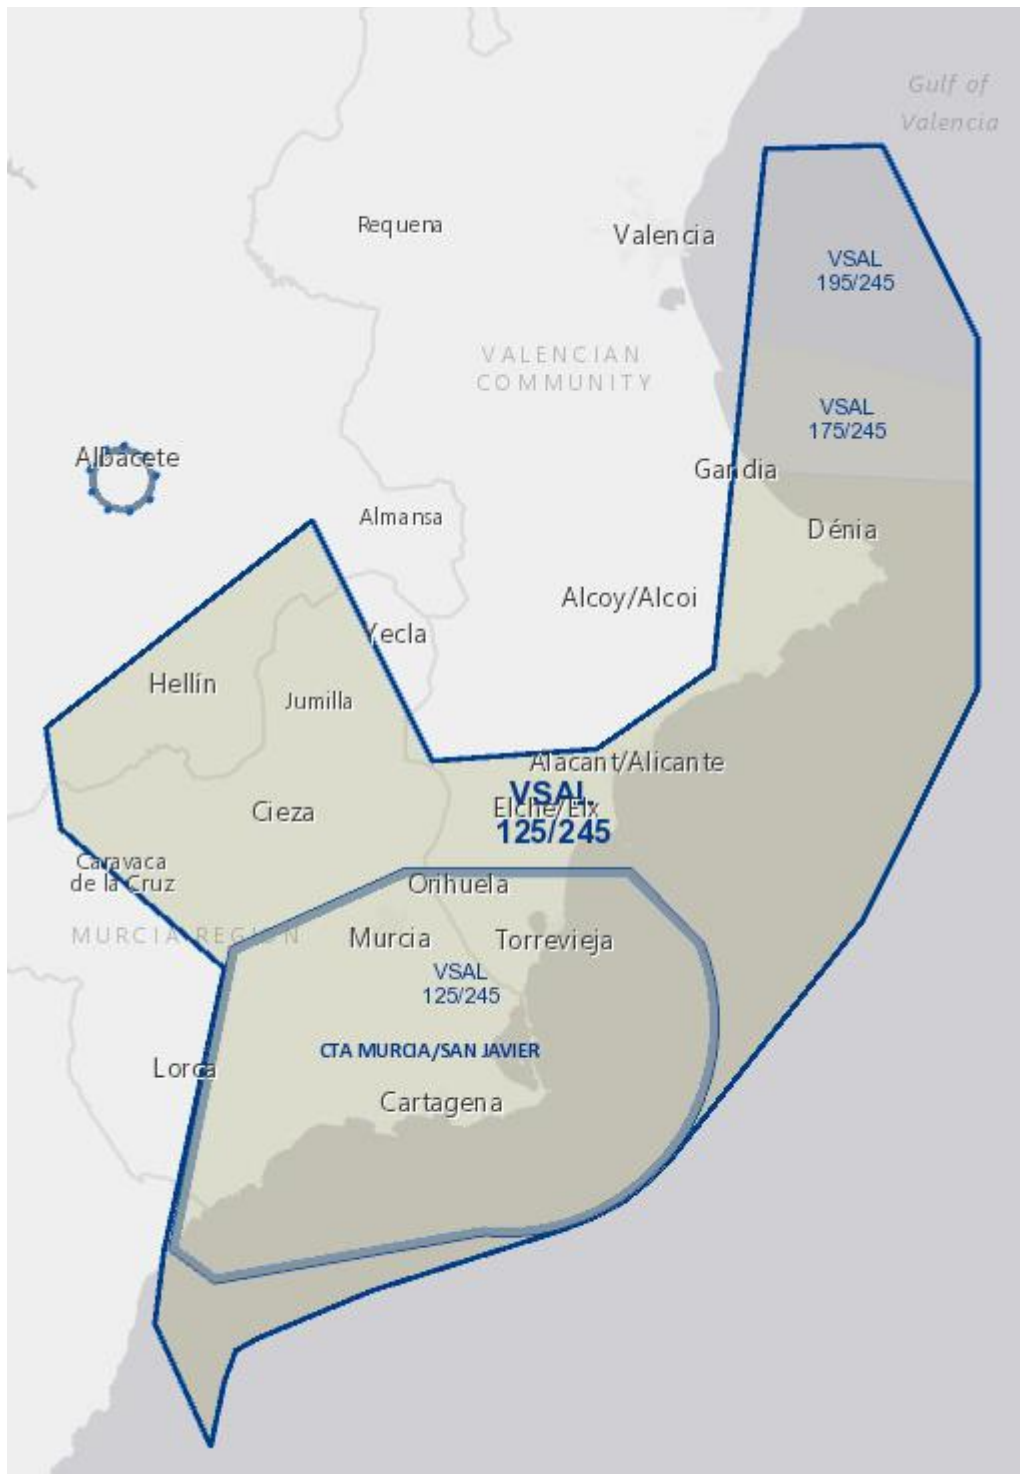 Gulf of
Valencia
Requena
Valencia
VSAL
195/245
VALENCIAN
COMMUNITY
VSAL
175/245
Albacete
Gandia
Almansa
Dénia
Alcoy/Alcoi
Yecla
Hellín
Jumilla
Alacant/Alicante
VSAL
Elche/Elx
125/245
Cieza
Caravaca
de la Cruz
Orihuela
MURCIA REGION
Murcia
Torrevieja
VSAL
125/245
CTA MURCIA/SAN JAVIER
Lorca
Cartagena